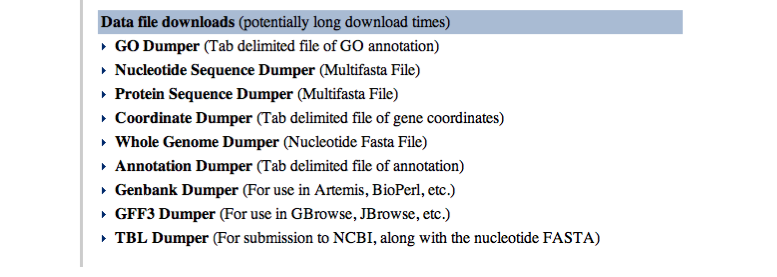 Data file downloads (potentially long download times)
GO Dumper (Tab delimited file of GO annotation)
Nucleotide Sequence Dumper (Multifasta File)
Protein Sequence Dumper (Multifasta File)
Coordinate Dumper (Tab delimited file of gene coordinates)
Whole Genome Dumper (Nucleotide Fasta File)
Annotation Dumper (Tab delimited file of annotation)
Genbank Dumper (For use in Artemis, BioPerl, etc.)
GFF3 Dumper (For use in GBrowse, JBrowse, etc.)
TBL Dumper (For submission to NCBI, along with the nucleotide FASTA)